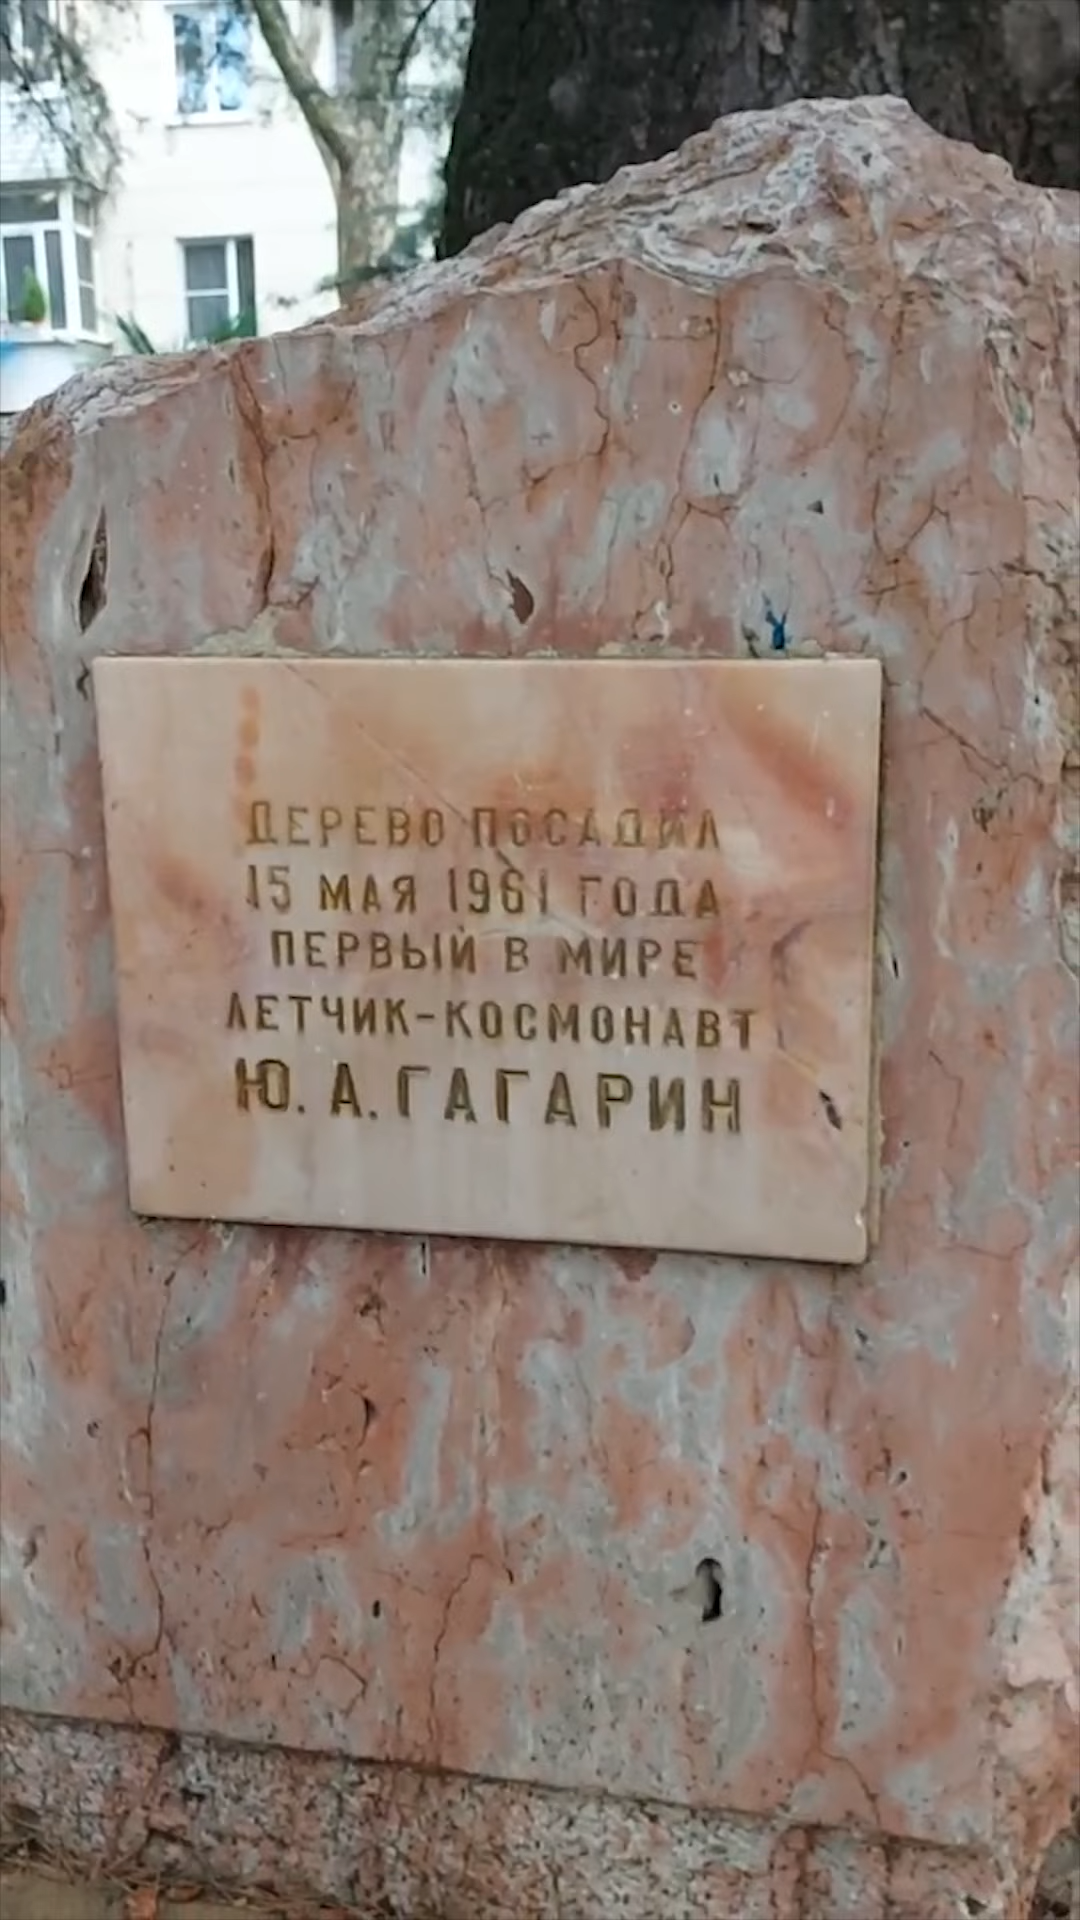 ДЕРЕВО ПОСАДИЛ
15 МАЯ 1961 ГОДА
ПЕРВЫЙ В МИРЕ
ЛЕТЧИК-КОСМОНАВТ
Ю. А. ГАГАРИН